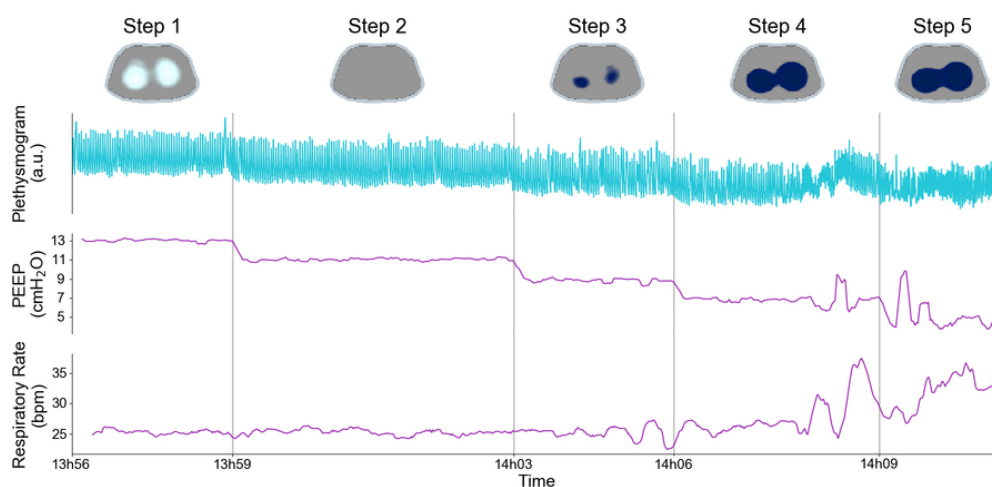 Step 1 Step 2 Step 3 Step 4 Step 5
Plethysmogram
(a.u.)
PEEP
(cmH₂O)
13
11
9
7
5
Respiratory Rate
(bpm)
35
30
25
13h56 13h59 14h03 14h06 14h09
Time